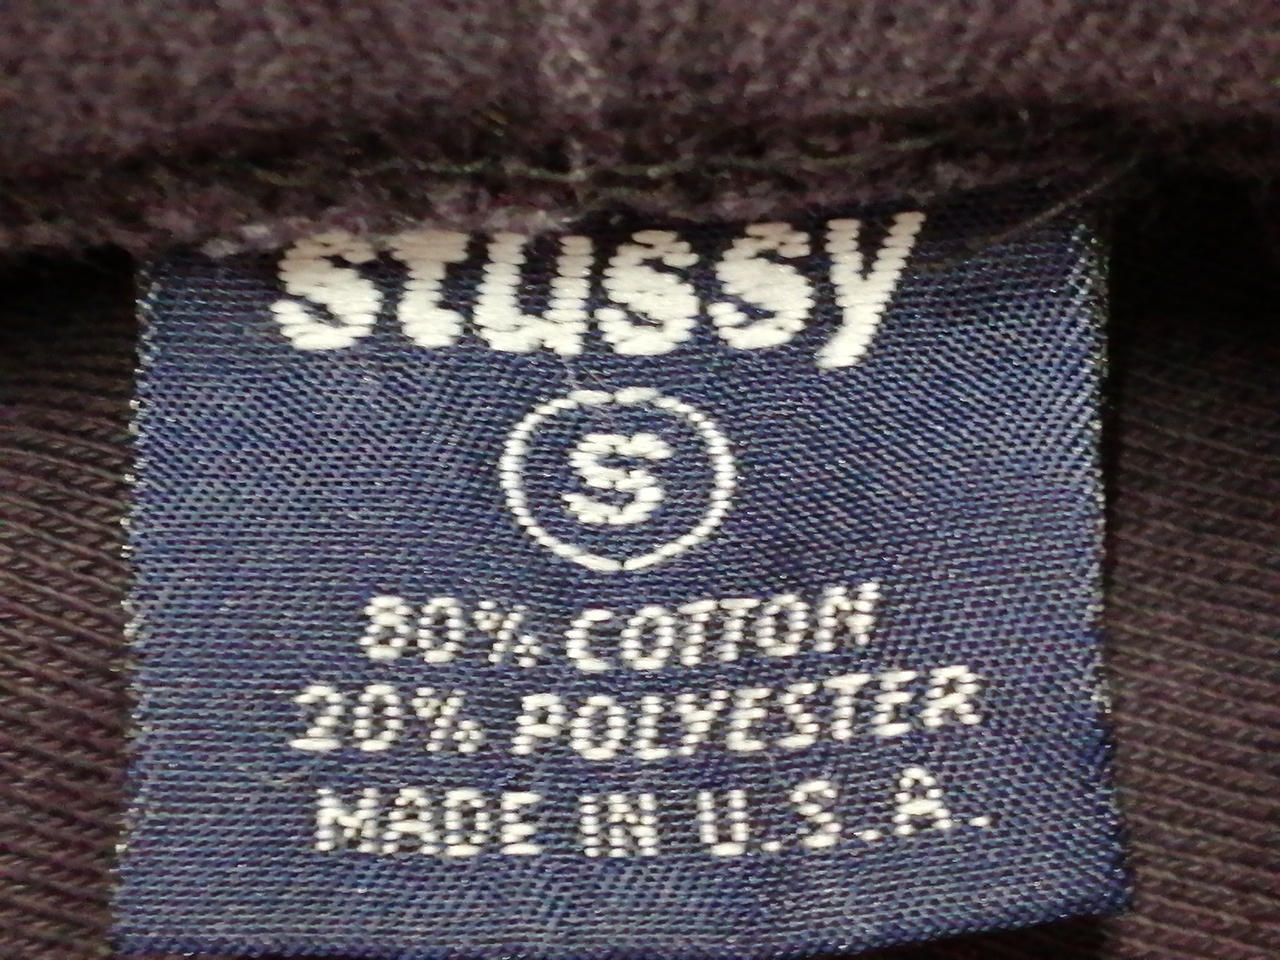 stussy
S
80% COTTON
20% POLYESTER
MADE IN U.S.A.